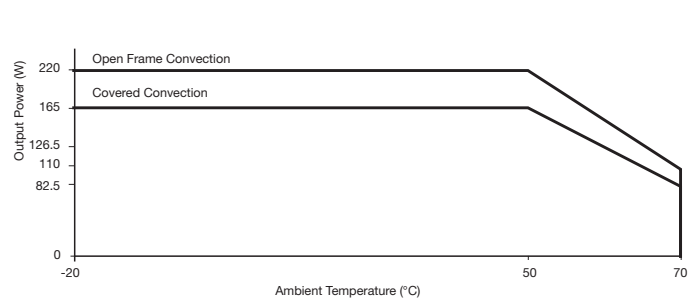 Open Frame Convection
Covered Convection
Output Power (W)
220
165
126.5
110
82.5
0
-20
50
70
Ambient Temperature (°C)